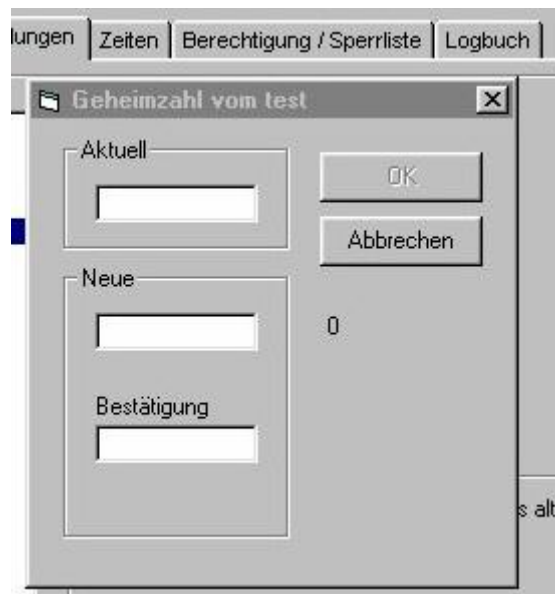 lungen Zeiten Berechtigung / Sperrliste Logbuch
Geheimzahl vom test
Aktuell
OK
Abbrechen
Neue
0
Bestätigung
s alt